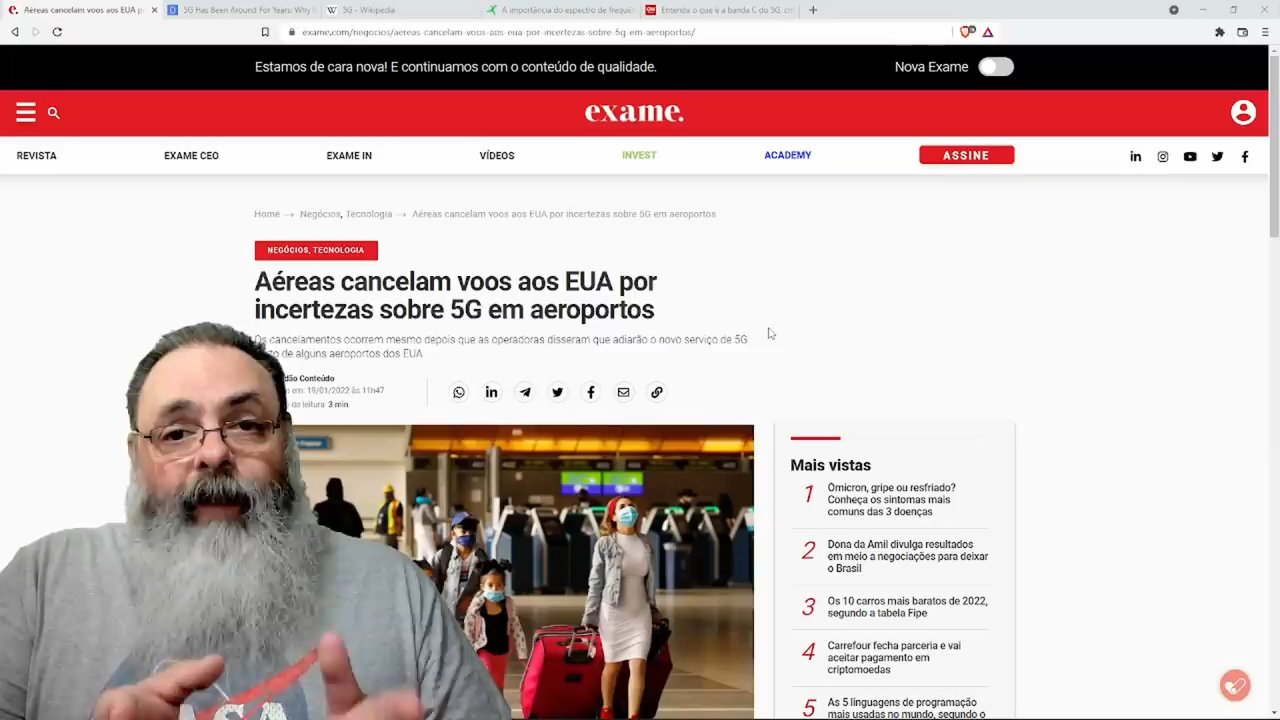 Aéreas cancelam voos aos EUA p
5G Has Been Around For Years: Why
5G - Wikipedia
A importância do espectro de frequê
Entenda o que é a banda C do 5G, c
exame.com/negocios/aereas-cancelam-voos-aos-eua-por-incertezas-sobre-5g-em-aeroportos/
Estamos de cara nova! E continuamos com o conteúdo de qualidade.
Nova Exame
exame.
REVISTA
EXAME CEO
EXAME IN
VÍDEOS
INVEST
ACADEMY
ASSINE
Home → Negócios, Tecnologia → Aéreas cancelam voos aos EUA por incertezas sobre 5G em aeroportos
NEGÓCIOS, TECNOLOGIA
Aéreas cancelam voos aos EUA por
incertezas sobre 5G em aeroportos
Os cancelamentos ocorrem mesmo depois que as operadoras disseram que adiarão o novo serviço de 5G
de alguns aeroportos dos EUA
Conteúdo
em: 19/01/2022 às 11h47
leitura: 3 min
Mais vistas
1
Ômicron, gripe ou resfriado?
Conheça os sintomas mais
comuns das 3 doenças
2
Dona da Amil divulga resultados
em meio a negociações para deixar
o Brasil
3
Os 10 carros mais baratos de 2022,
segundo a tabela Fipe
4
Carrefour fecha parceria e vai
aceitar pagamento em
criptomoedas
5
As 5 linguagens de programação
mais usadas no mundo, segundo o